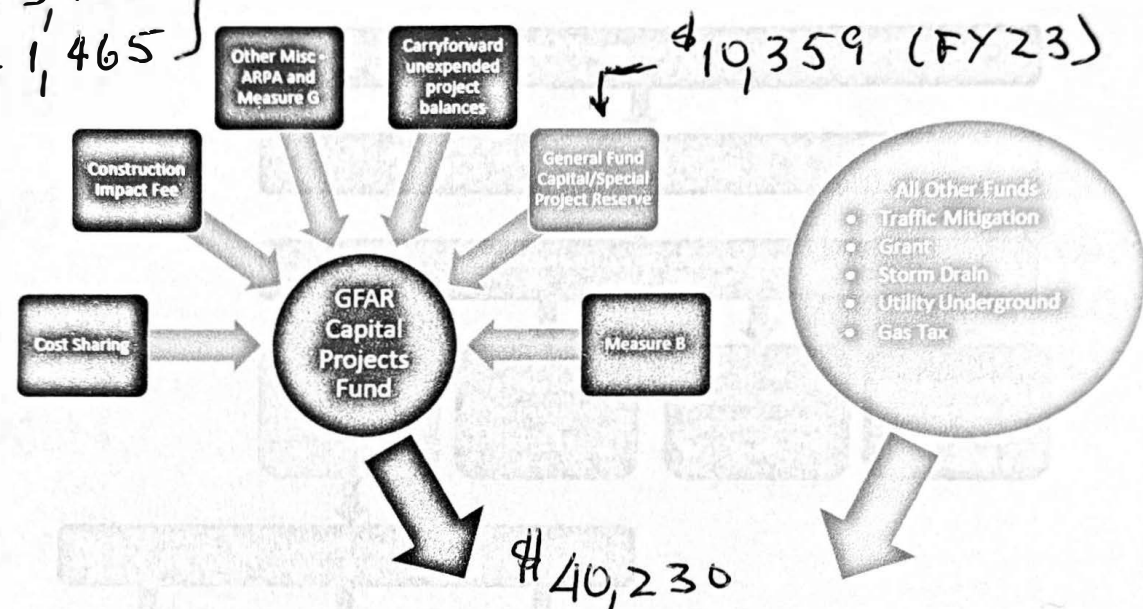 1,465
$10,359 (FY23)
Other Misc -
ARPA and
Measure G
Carryforward
unexpended
project
balances
Construction
Impact Fee
General Fund
Capital/Special
Project Reserve
Cost Sharing
GFAR
Capital
Projects
Fund
Measure B
All Other Funds
• Traffic Mitigation
• Grant
• Storm Drain
• Utility Underground
• Gas Tax
$40,230